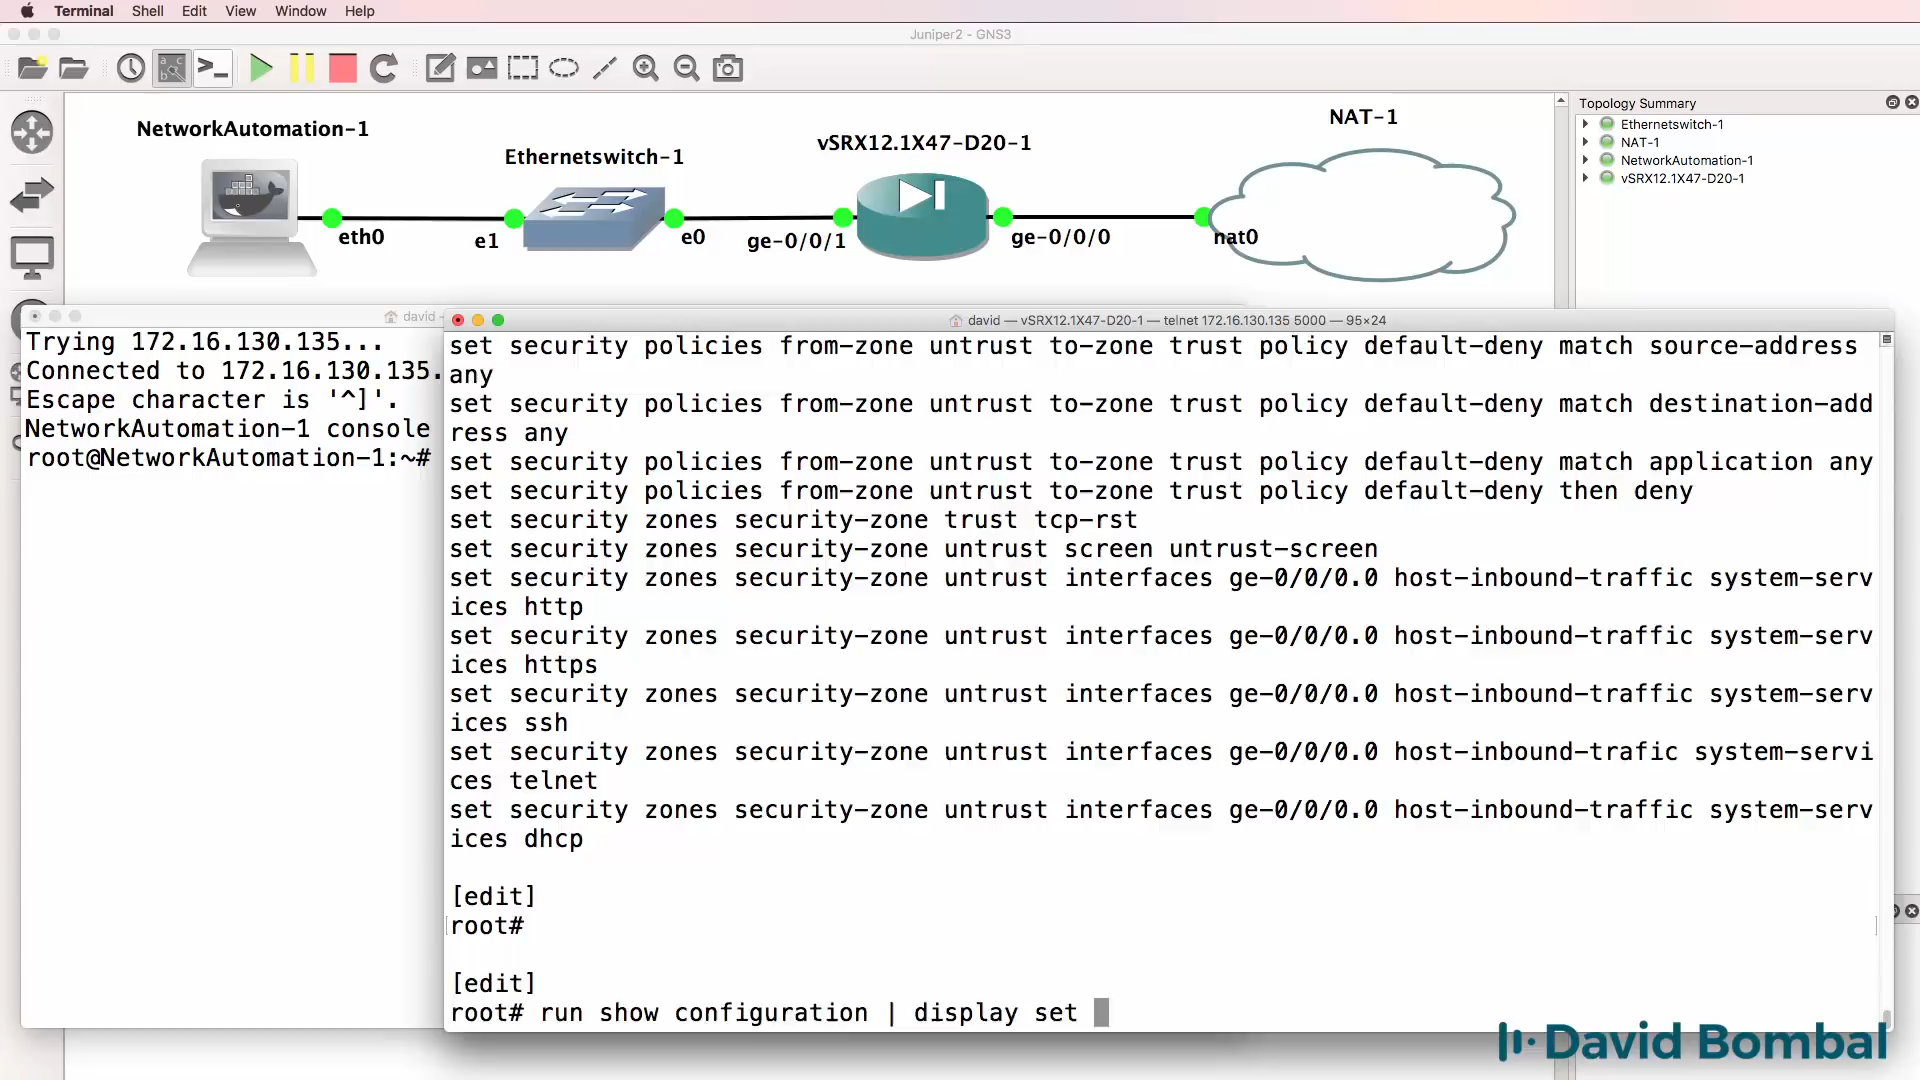 Terminal Shell Edit View Window Help
Juniper2 - GNS3
Topology Summary
Ethernetswitch-1
NAT-1
NetworkAutomation-1
vSRX12.1X47-D20-1
NetworkAutomation-1
Ethernetswitch-1
vSRX12.1X47-D20-1
NAT-1
eth0
e1
e0
ge-0/0/1
ge-0/0/0
nat0
david —
Trying 172.16.130.135...
Connected to 172.16.130.135.
Escape character is '^]'.
NetworkAutomation-1 console
root@NetworkAutomation-1:~#
david — vSRX12.1X47-D20-1 — telnet 172.16.130.135 5000 — 95×24
set security policies from-zone untrust to-zone trust policy default-deny match source-address
any
set security policies from-zone untrust to-zone trust policy default-deny match destination-add
ress any
set security policies from-zone untrust to-zone trust policy default-deny match application any
set security policies from-zone untrust to-zone trust policy default-deny then deny
set security zones security-zone trust tcp-rst
set security zones security-zone untrust screen untrust-screen
set security zones security-zone untrust interfaces ge-0/0/0.0 host-inbound-traffic system-serv
ices http
set security zones security-zone untrust interfaces ge-0/0/0.0 host-inbound-traffic system-serv
ices https
set security zones security-zone untrust interfaces ge-0/0/0.0 host-inbound-traffic system-serv
ices ssh
set security zones security-zone untrust interfaces ge-0/0/0.0 host-inbound-trafic system-servi
ces telnet
set security zones security-zone untrust interfaces ge-0/0/0.0 host-inbound-traffic system-serv
ices dhcp
[edit]
root#
[edit]
root# run show configuration | display set
David Bombal